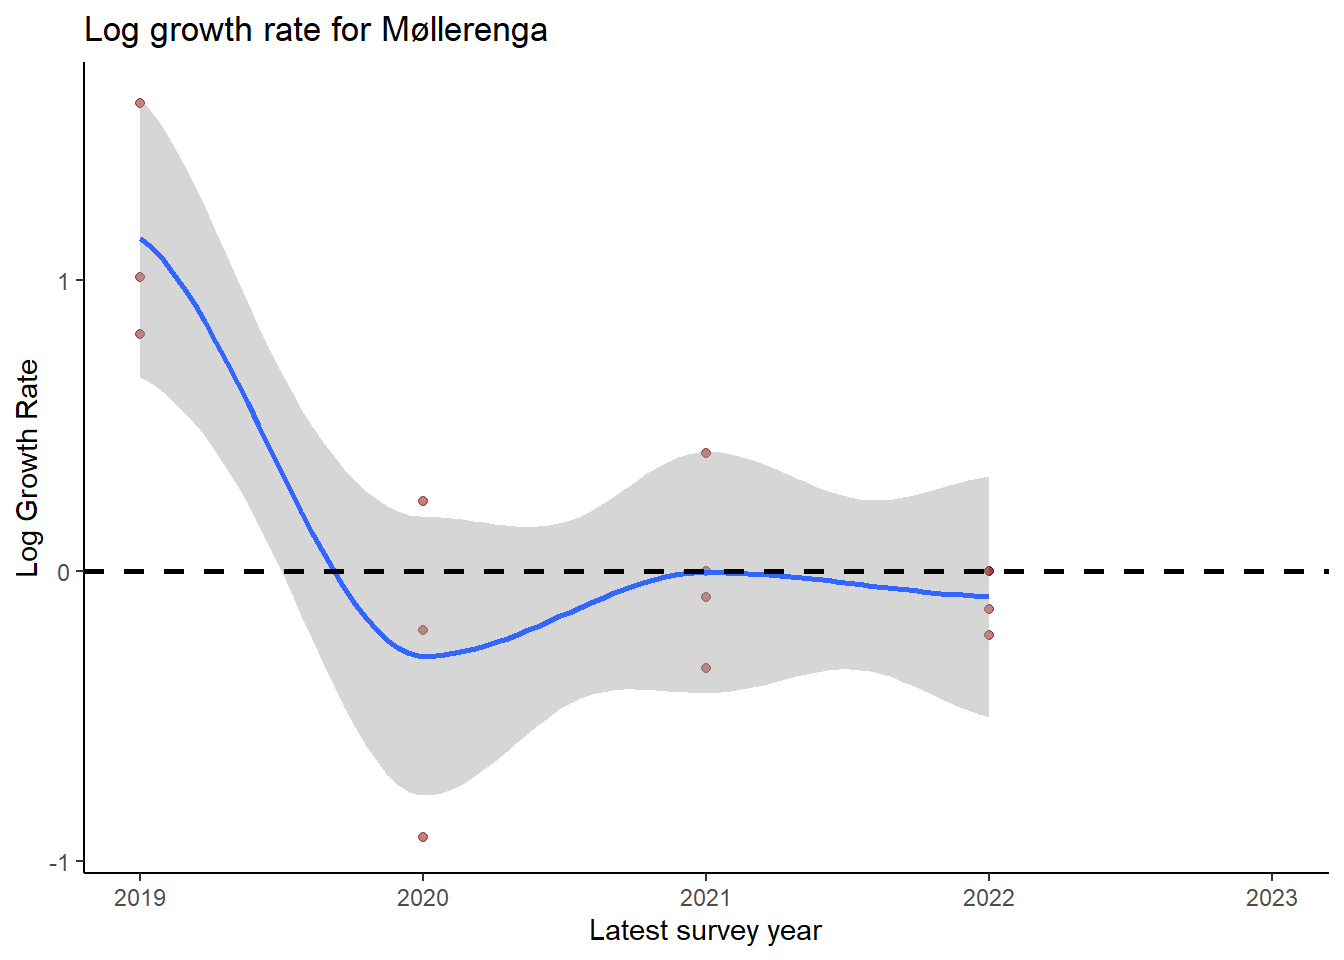 Log growth rate for Møllerenga
Log Growth Rate
1
0
-1
2019 2020 2021 2022 2023
Latest survey year